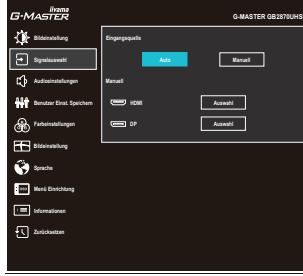 iiyama
G-MASTER
G-MASTER GB2870UHS
Bildeinstellung
Eingangsquelle
Signalauswahl
Auto
Manuell
Audioeinstellungen
Manuell
Benutzer Einst. Speichern
HDMI
Auswahl
Farbeinstellungen
DP
Auswahl
Bildeinstellung
Sprache
Menü Einrichtung
Informationen
Zurücksetzen